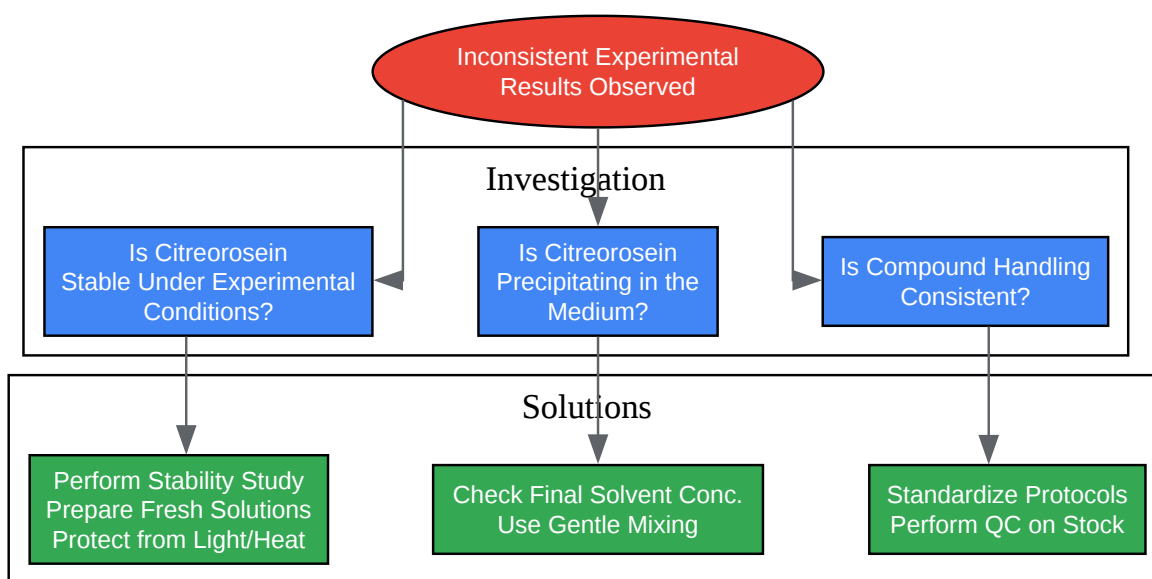 Inconsistent Experimental
Results Observed
Investigation
Is Citreorosein
Stable Under Experimental
Conditions?
Is Citreorosein
Precipitating in the
Medium?
Is Compound Handling
Consistent?
Solutions
Perform Stability Study
Prepare Fresh Solutions
Protect from Light/Heat
Check Final Solvent Conc.
Use Gentle Mixing
Standardize Protocols
Perform QC on Stock